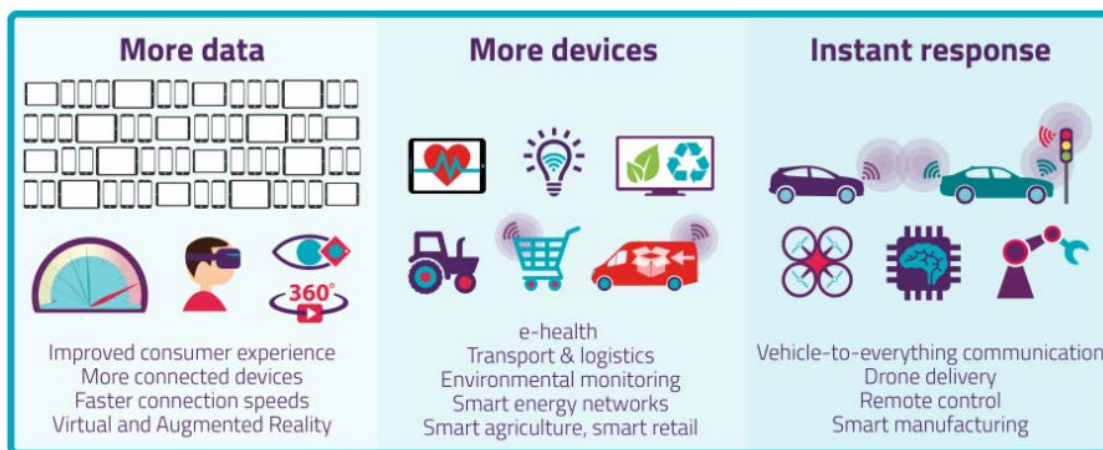 More data
Improved consumer experience
More connected devices
Faster connection speeds
Virtual and Augmented Reality
360°
More devices
e-health
Transport & logistics
Environmental monitoring
Smart energy networks
Smart agriculture, smart retail
Instant response
Vehicle-to-everything communication
Drone delivery
Remote control
Smart manufacturing